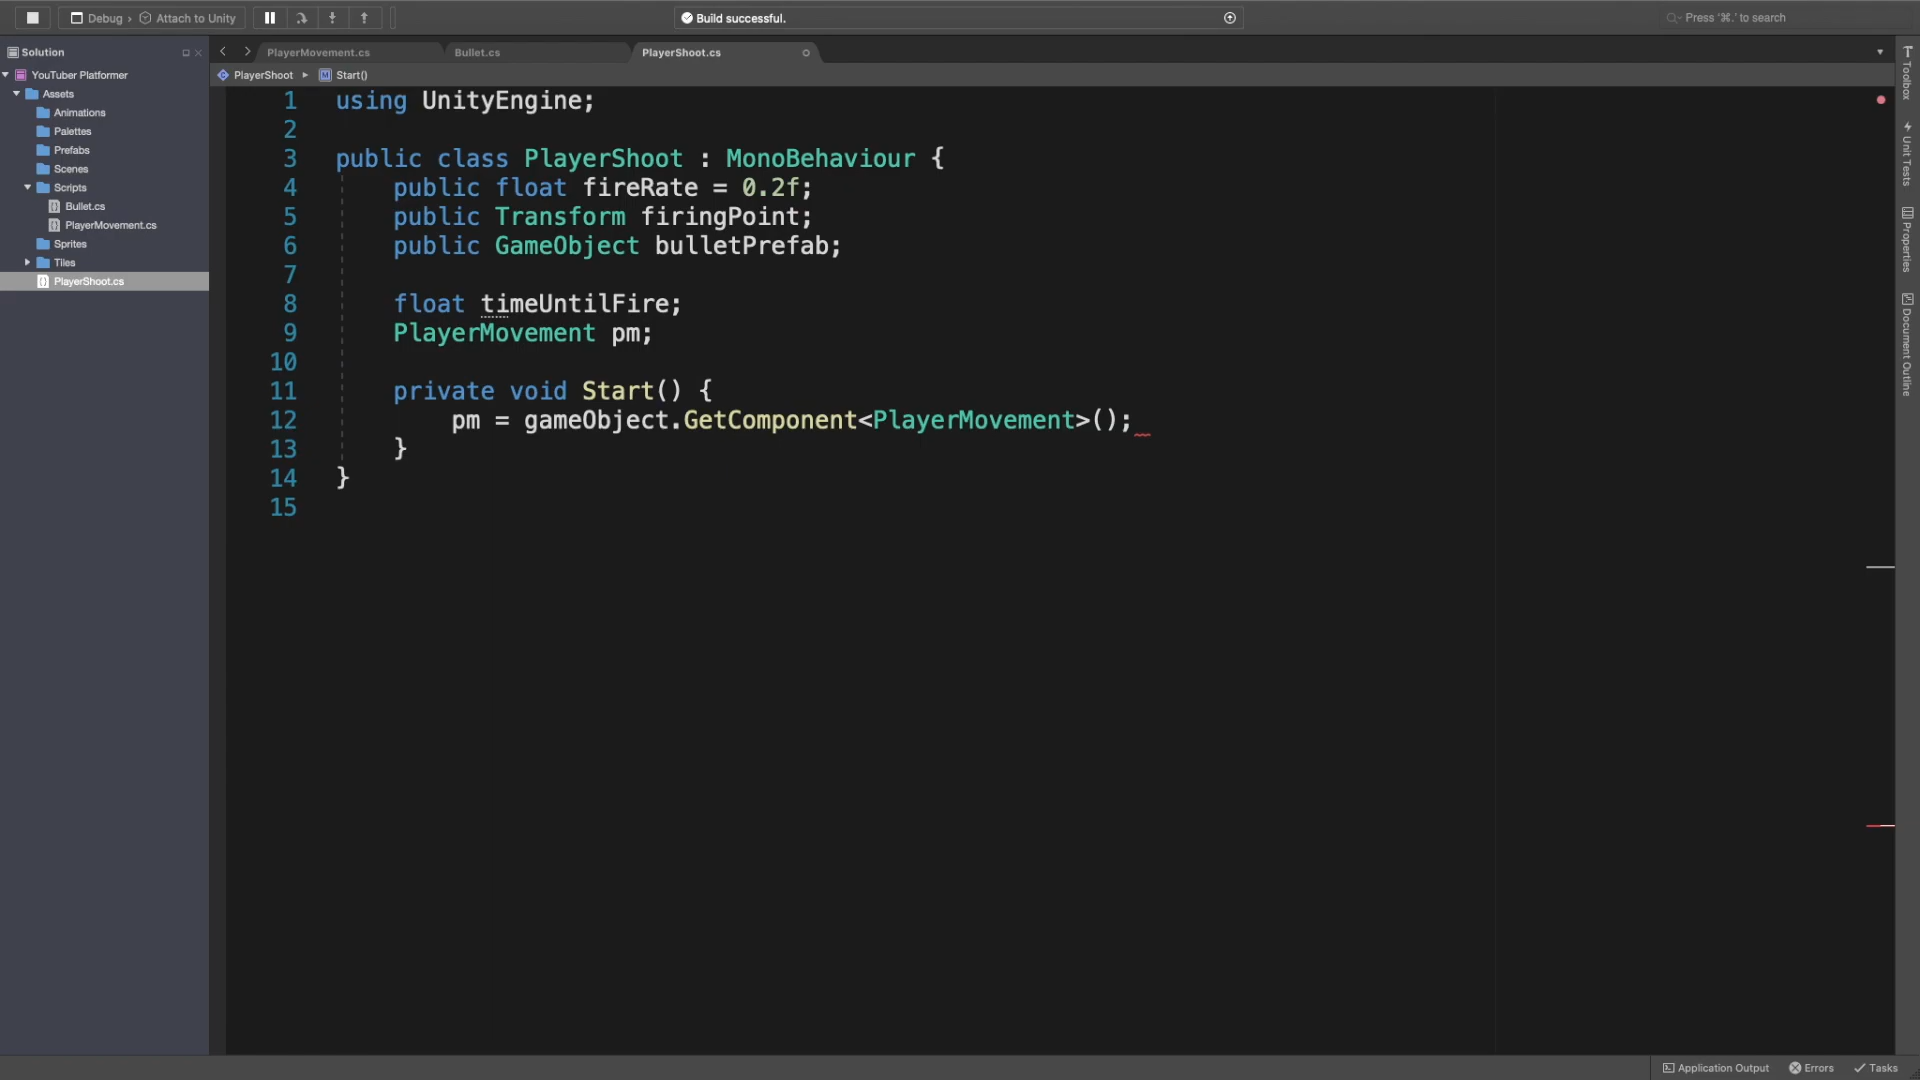 Debug › Attach to Unity
Build successful.
Press '⌘.' to search
Solution
PlayerMovement.cs
Bullet.cs
PlayerShoot.cs
YouTuber Platformer
PlayerShoot
Start()
Assets
Animations
Palettes
Prefabs
Scenes
Scripts
Bullet.cs
PlayerMovement.cs
Sprites
Tiles
PlayerShoot.cs
1 using UnityEngine;
2
3 public class PlayerShoot : MonoBehaviour {
4 public float fireRate = 0.2f;
5 public Transform firingPoint;
6 public GameObject bulletPrefab;
7
8 float timeUntilFire;
9 PlayerMovement pm;
10
11 private void Start() {
12 pm = gameObject.GetComponent<PlayerMovement>();
13 }
14 }
15
Toolbox
Unit Tests
Properties
Document Outline
Application Output
Errors
Tasks